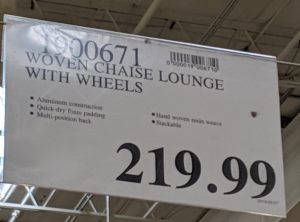 1900671
WOVEN CHAISE LOUNGE
WITH WHEELS
• Aluminum construction
• Quick-dry foam padding
• Multi-position back
• Hand woven resin weave
• Stackable
219.99